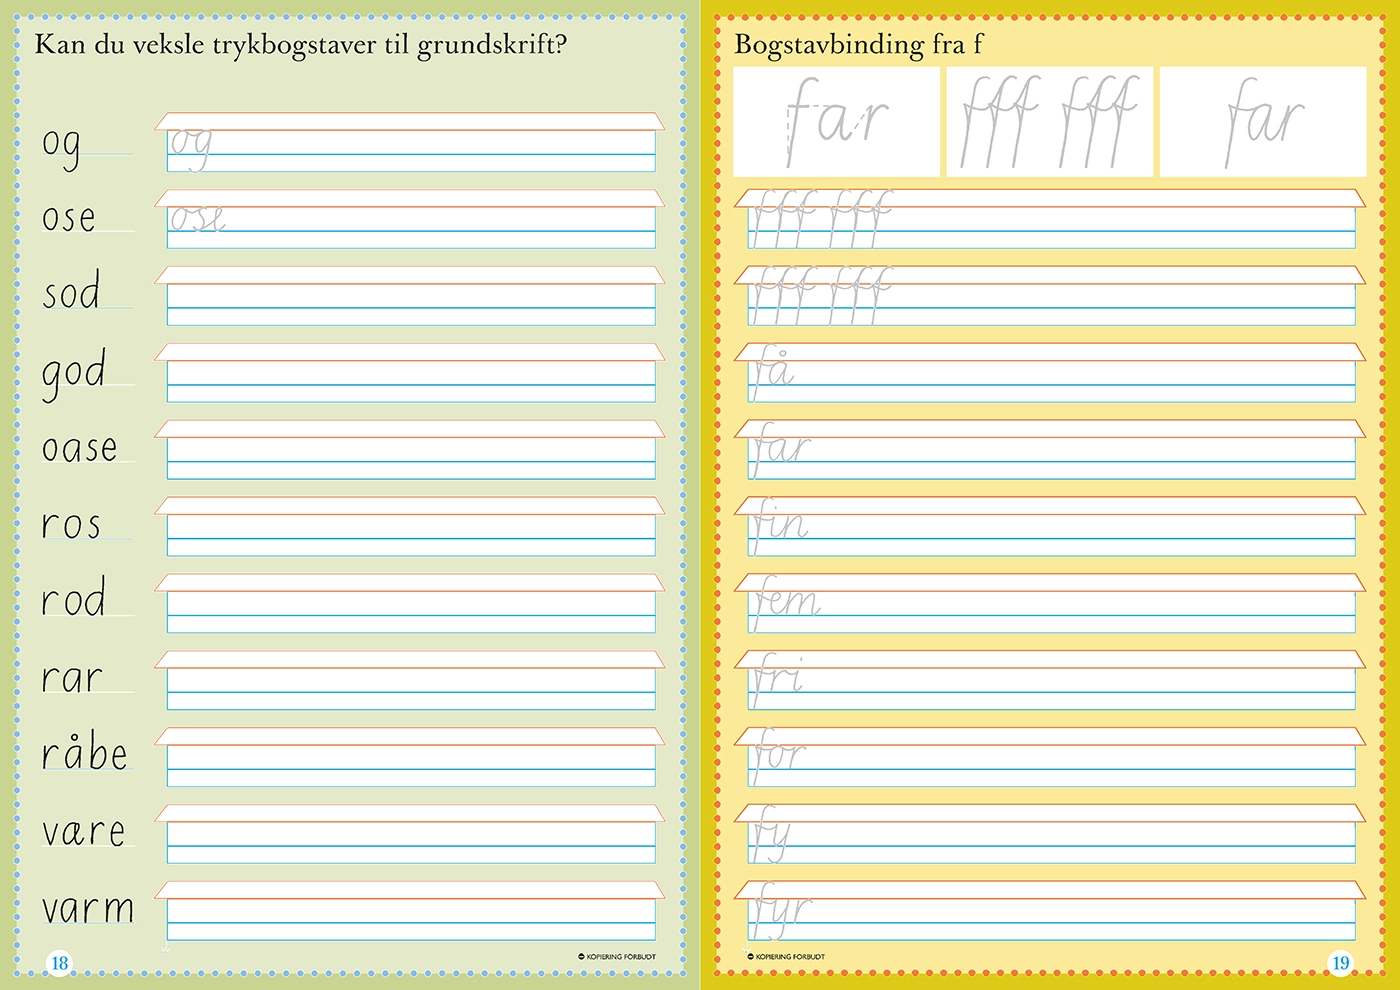 Kan du veksle trykbogstaver til grundskrift?
og og
ose ose
sod
god
oase
ros
rod
rar
råbe
vare
varm
18
KOPIERING FORBUDT
Bogstavbinding fra f
far fff fff far
fff fff
fff fff
få
far
fin
fem
fri
for
fy
fyr
KOPIERING FORBUDT
19